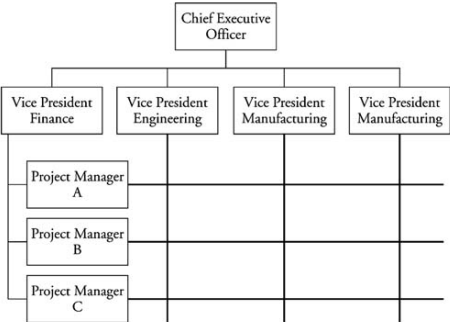 Chief Executive
Officer
Vice President
Finance
Vice President
Engineering
Vice President
Manufacturing
Vice President
Manufacturing
Project Manager
A
Project Manager
B
Project Manager
C